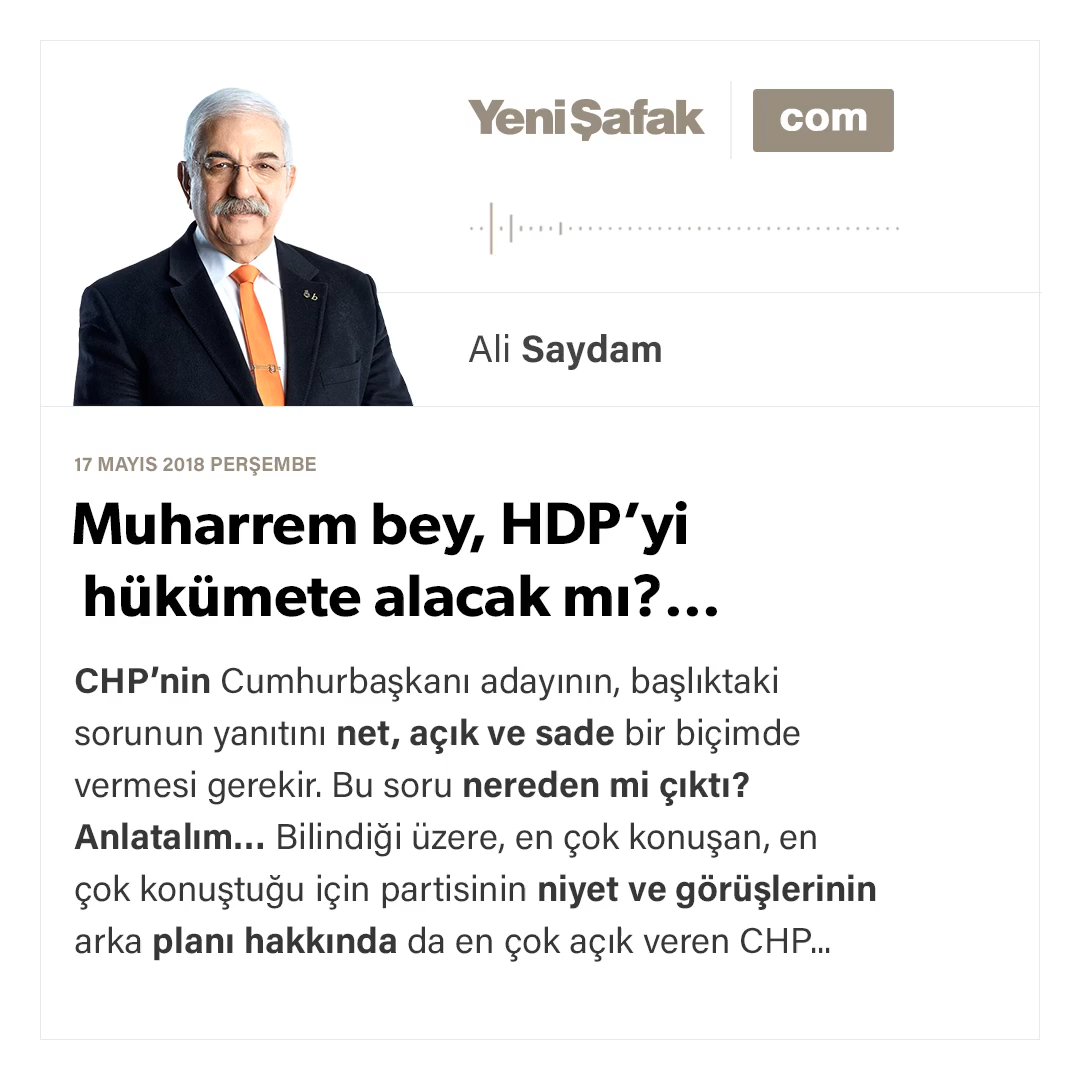 YeniŞafak com
Ali Saydam
17 MAYIS 2018 PERŞEMBE
Muharrem bey, HDP’yi
hükümete alacak mı?...
CHP’nin Cumhurbaşkanı adayının, başlıktaki
sorunun yanıtını net, açık ve sade bir biçimde
vermesi gerekir. Bu soru nereden mi çıktı?
Anlatalım... Bilindiği üzere, en çok konuşan, en
çok konuştuğu için partisinin niyet ve görüşlerinin
arka planı hakkında da en çok açık veren CHP...